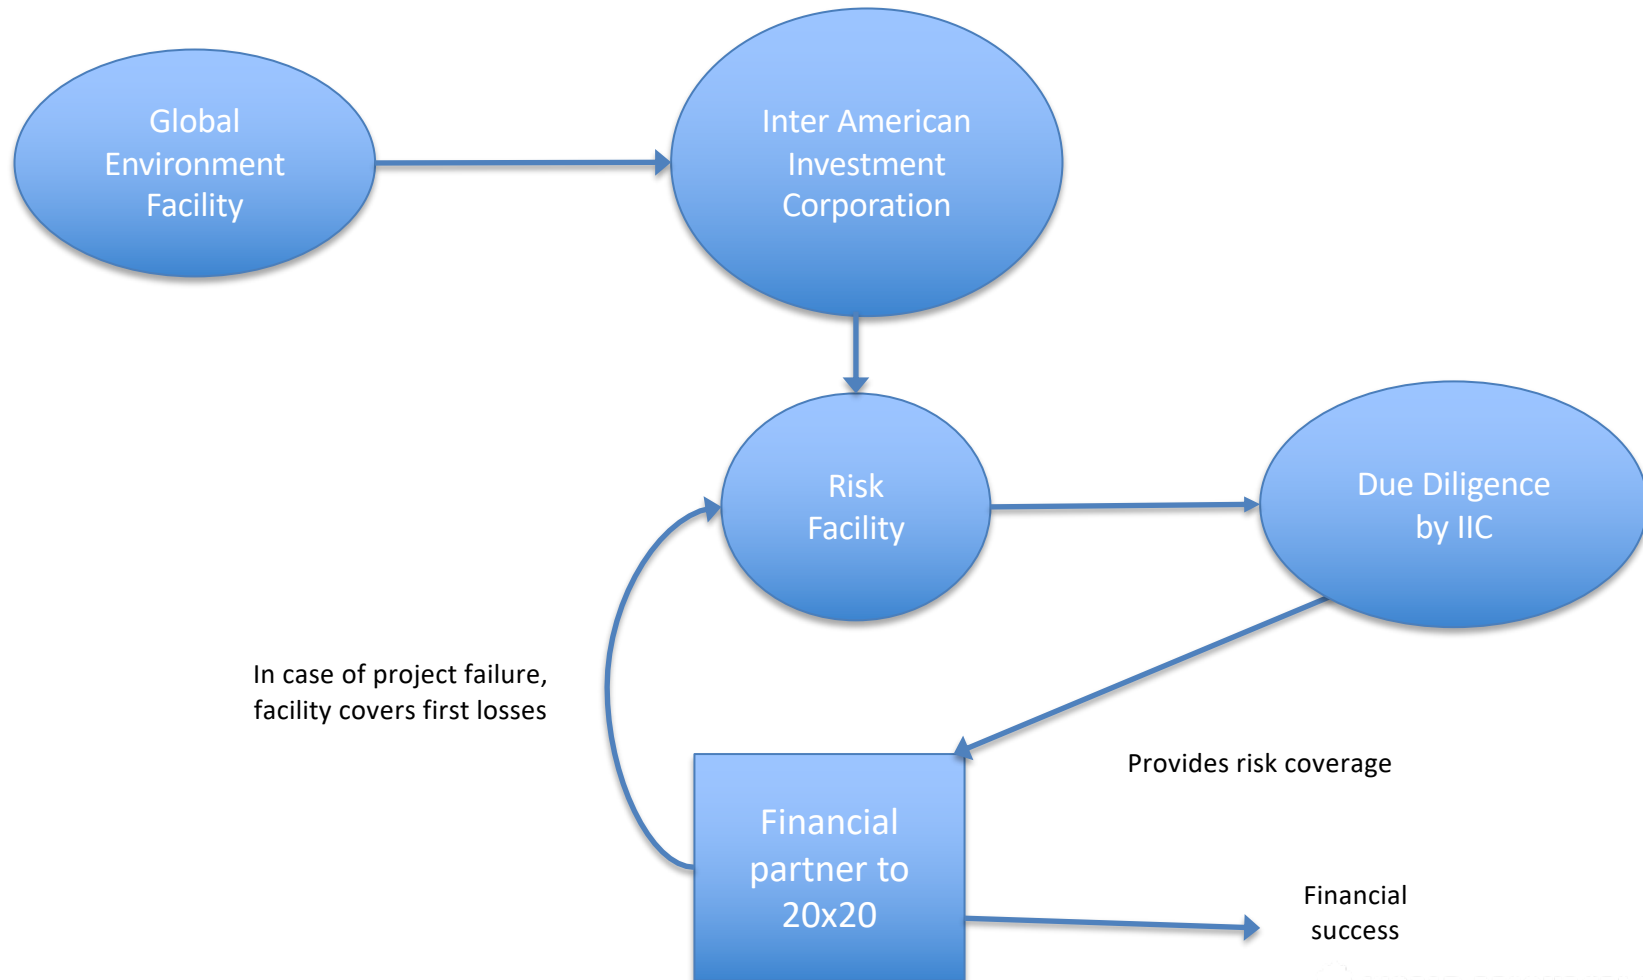 Global
Environment
Facility
Inter American
Investment
Corporation
Risk
Facility
Due Diligence
by IIC
In case of project failure,
facility covers first losses
Provides risk coverage
Financial
partner to
20x20
Financial
success